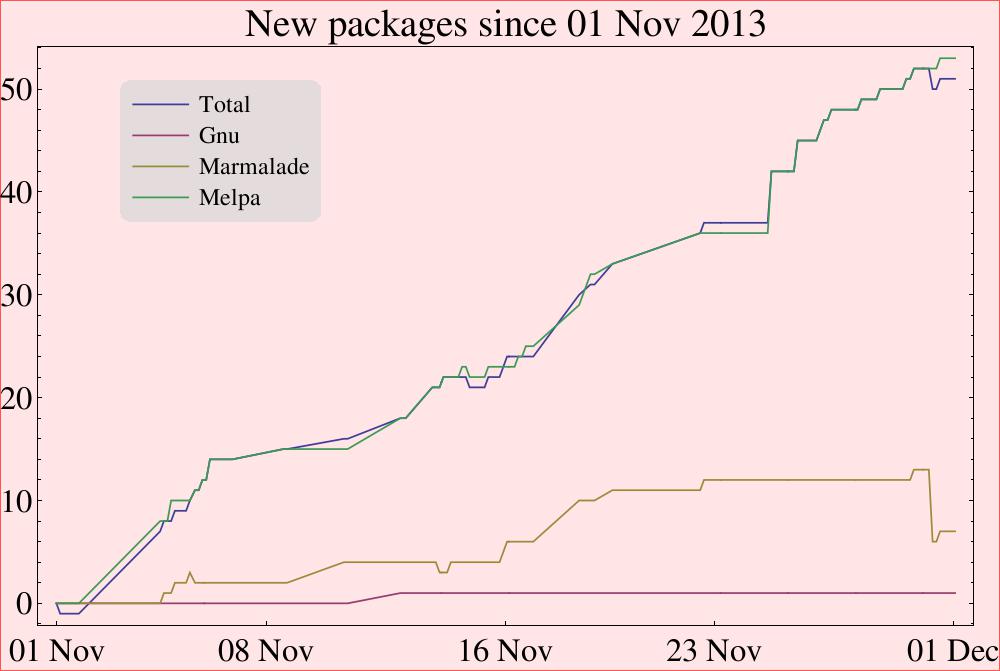 New packages since 01 Nov 2013
50
Total
Gnu
Marmalade
Melpa
40
30
20
10
0
01 Nov
08 Nov
16 Nov
23 Nov
01 Dec